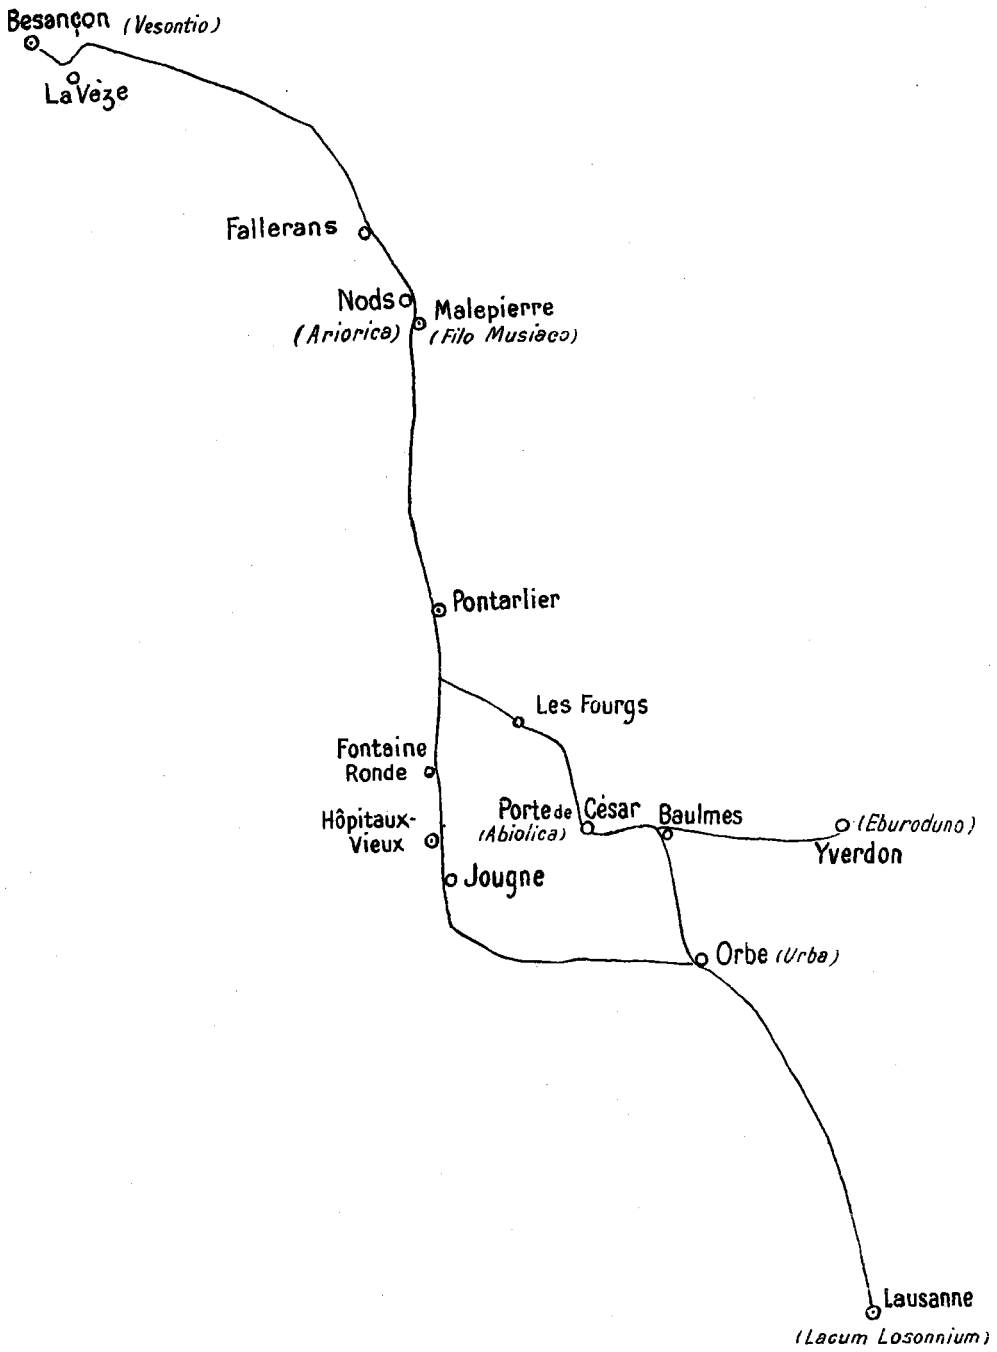 Besançon (Vesontio)
La Vèze
Fallerans
Nods
(Ariorica)
Malepierre
(Filo Musiaco)
Pontarlier
Les Fourgs
Fontaine
Ronde
Porte de César
(Abiolica)
Baulmes
(Eburoduno)
Yverdon
Hôpitaux-
Vieux
Jougne
Orbe (Urba)
Lausanne
(Lacum Losonnium)